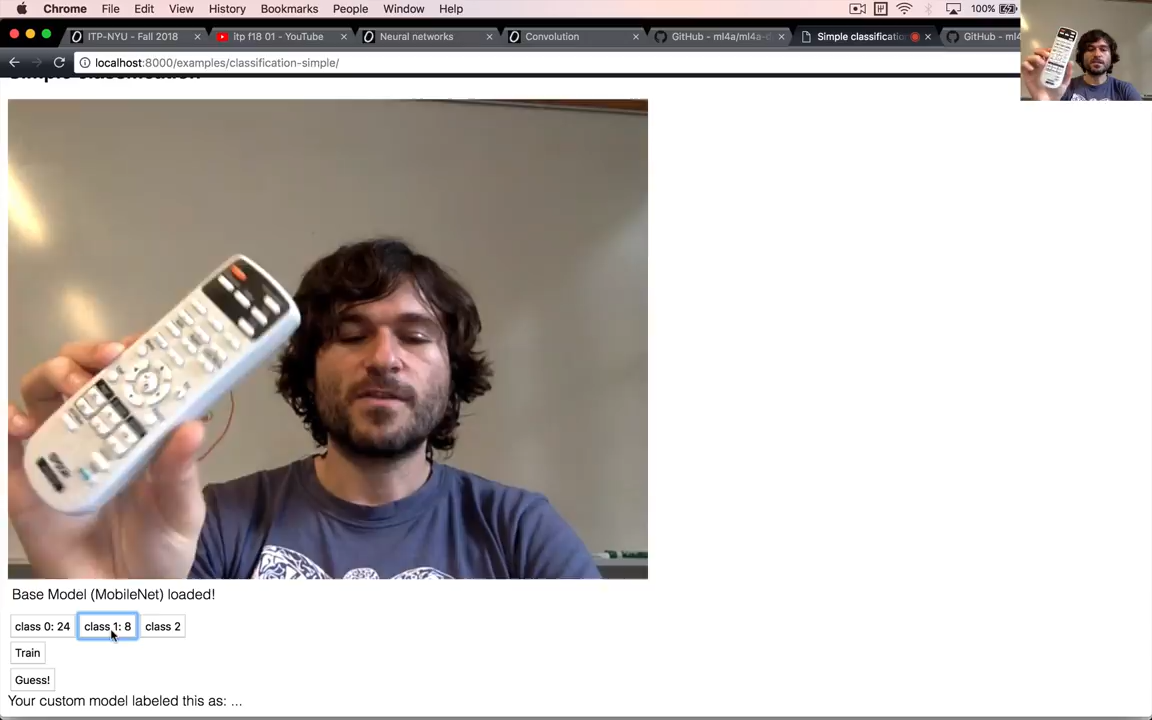 Chrome File Edit View History Bookmarks People Window Help 100%
ITP-NYU - Fall 2018 itp f18 01 - YouTube Neural networks Convolution GitHub - ml4a/ml4a- Simple classificatio GitHub - ml4
localhost:8000/examples/classification-simple/
Simple classification
Base Model (MobileNet) loaded!
class 0: 24 class 1: 8 class 2
Train
Guess!
Your custom model labeled this as: ...